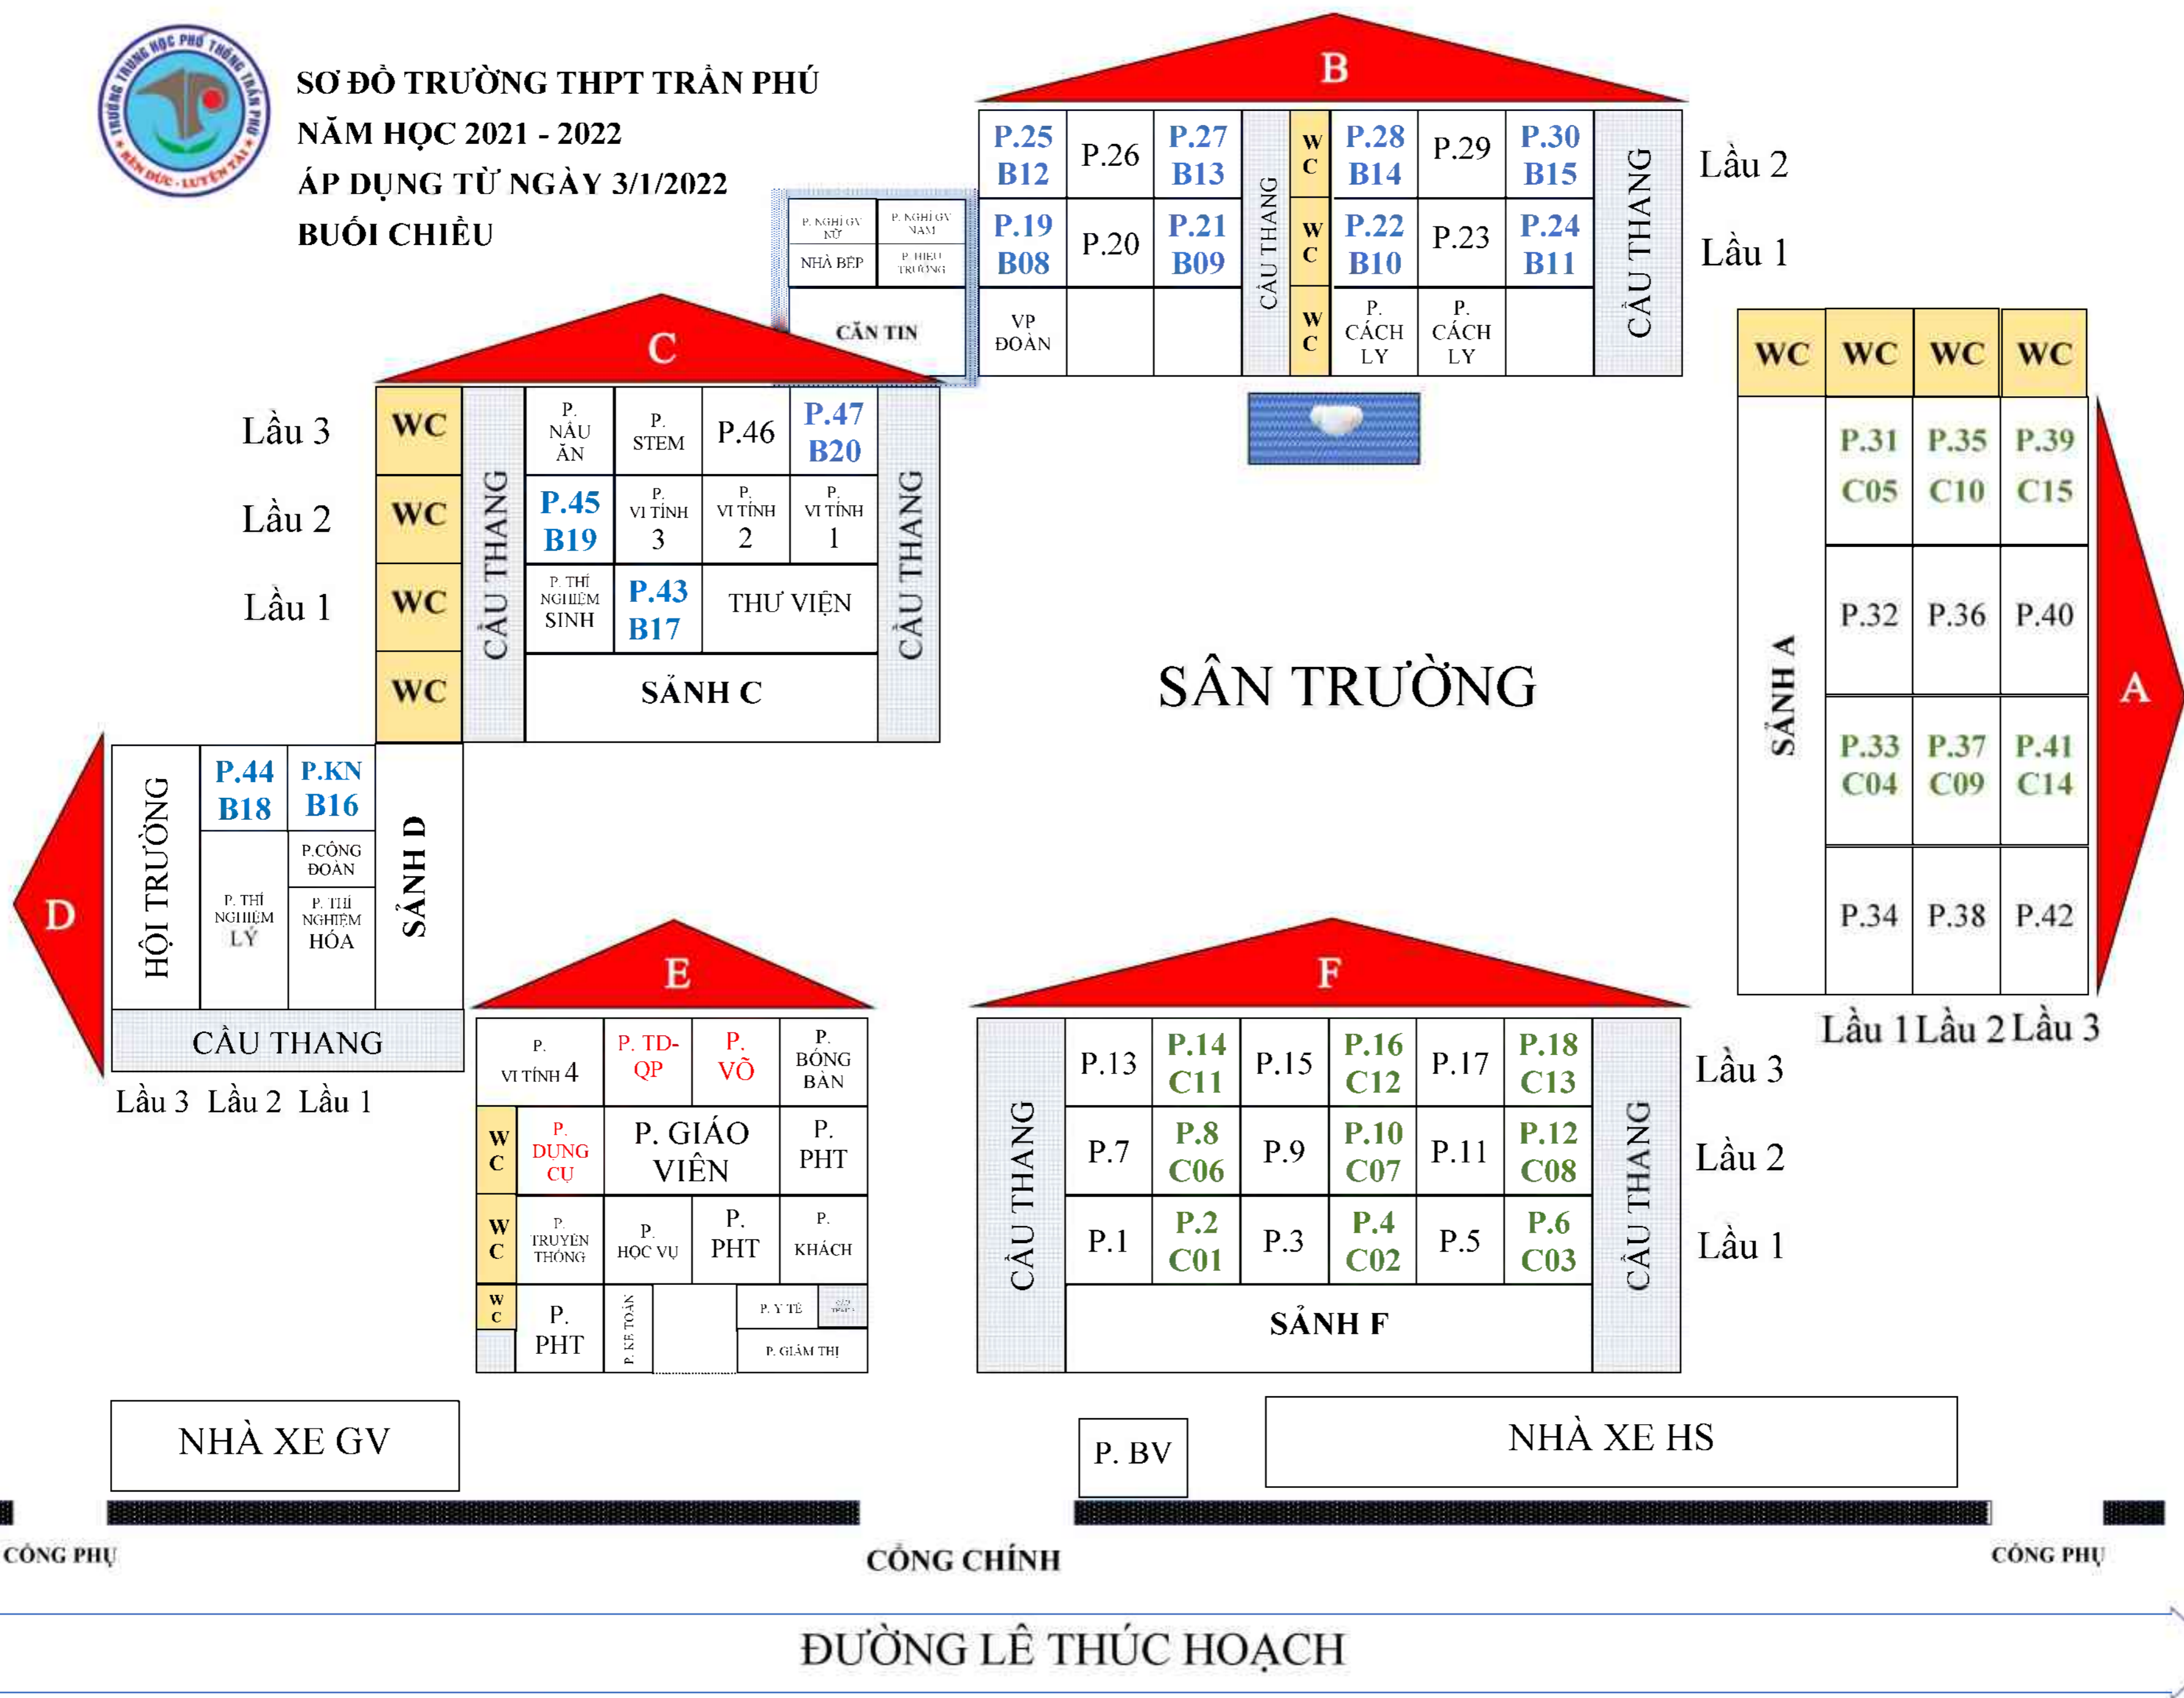 TRƯỜNG TRUNG HỌC PHỔ THÔNG TRẦN PHÚ
RÈN ĐỨC - LUYỆN TÀI
SƠ ĐỒ TRƯỜNG THPT TRẦN PHÚ
NĂM HỌC 2021 - 2022
ÁP DỤNG TỪ NGÀY 3/1/2022
BUỔI CHIỀU
B
P.25 P.26 P.27 CẦU THANG WC P.28 P.29 P.30 CẦU THANG Lầu 2
B12 B13 B14 B15
P.19 P.20 P.21 WC P.22 P.23 P.24 Lầu 1
B08 B09 B10 B11
VP ĐOÀN WC P. CÁCH LY P. CÁCH LY
P. NGHỈ GV NỮ P. NGHỈ GV NAM
NHÀ BẾP P. HIỆU TRƯỞNG
CĂN TIN
C
Lầu 3 WC CẦU THANG P. NẤU ĂN P. STEM P.46 P.47 CẦU THANG
B20
Lầu 2 WC P.45 P. VI TÍNH 3 P. VI TÍNH 2 P. VI TÍNH 1
B19
Lầu 1 WC P. THÍ NGHIỆM SINH P.43 THƯ VIỆN
B17
WC SẢNH C
SÂN TRƯỜNG
WC WC WC WC
SẢNH A
P.31 P.35 P.39
C05 C10 C15
P.32 P.36 P.40
A
P.33 P.37 P.41
C04 C09 C14
P.34 P.38 P.42
Lầu 1 Lầu 2 Lầu 3
D
HỘI TRƯỜNG P.44 P.KN SẢNH D
B18 B16
P.CÔNG ĐOÀN
P. THÍ NGHIỆM LÝ P. THÍ NGHIỆM HÓA
CẦU THANG
Lầu 3 Lầu 2 Lầu 1
E
P. VI TÍNH 4 P. TD-QP P. VÕ P. BÓNG BÀN
WC P. DỤNG CỤ P. GIÁO VIÊN P. PHT
WC P. TRUYỀN THỐNG P. HỌC VỤ P. PHT P. KHÁCH
WC P. PHT P. KẾ TOÁN P. Y TẾ
P. GIÁM THỊ
F
CẦU THANG P.13 P.14 P.15 P.16 P.17 P.18 CẦU THANG Lầu 3
C11 C12 C13
P.7 P.8 P.9 P.10 P.11 P.12 Lầu 2
C06 C07 C08
P.1 P.2 P.3 P.4 P.5 P.6 Lầu 1
C01 C02 C03
SẢNH F
NHÀ XE GV
P. BV
NHÀ XE HS
CỔNG PHỤ CỔNG CHÍNH CỔNG PHỤ
ĐƯỜNG LÊ THÚC HOẠCH